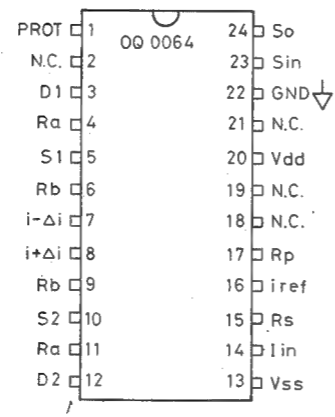 OQ 0064
PROT 1 24 So
N.C. 2 23 Sin
D1 3 22 GND
Ra 4 21 N.C.
S1 5 20 Vdd
Rb 6 19 N.C.
i-Δi 7 18 N.C.
i+Δi 8 17 Rp
Rb 9 16 iref
S2 10 15 Rs
Ra 11 14 Iin
D2 12 13 Vss